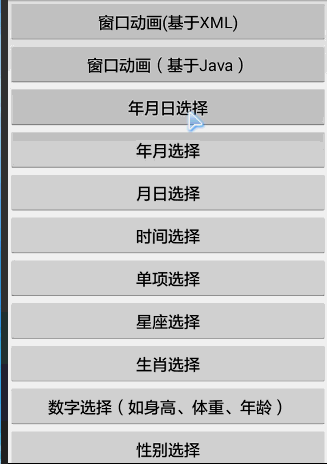 窗口动画(基于XML)
窗口动画（基于Java）
年月日选择
年月选择
月日选择
时间选择
单项选择
星座选择
生肖选择
数字选择（如身高、体重、年龄）
性别选择